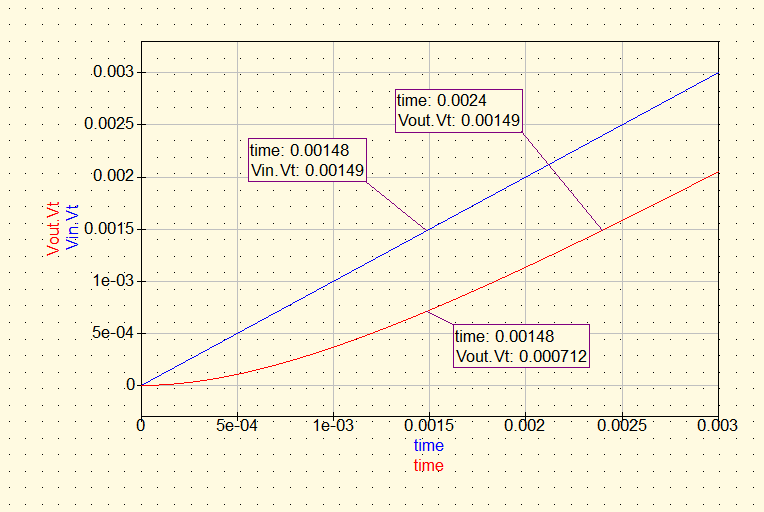 0.003
0.0025
0.002
0.0015
1e-03
5e-04
0
Vout.Vt
Vin.Vt
time: 0.0024
Vout.Vt: 0.00149
time: 0.00148
Vin.Vt: 0.00149
time: 0.00148
Vout.Vt: 0.000712
0 5e-04 1e-03 0.0015 0.002 0.0025 0.003
time
time